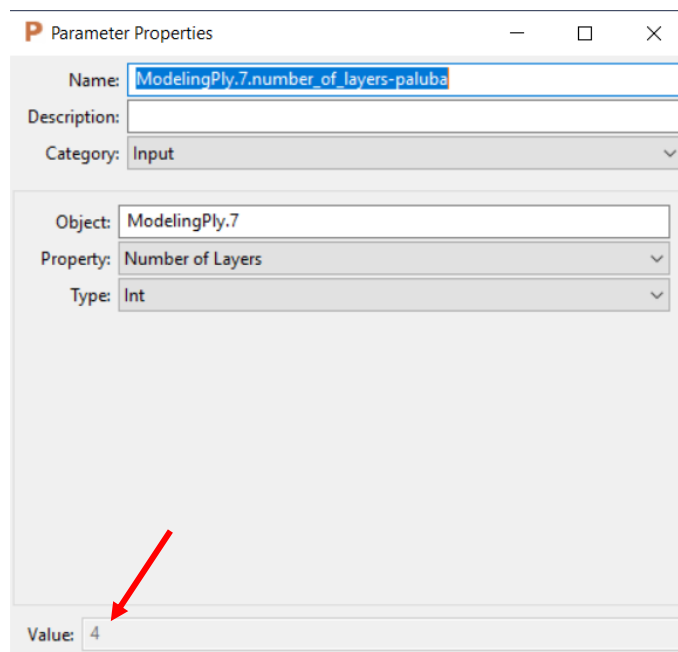 P Parameter Properties
Name: ModelingPly.7.number_of_layers-paluba
Description:
Category: Input
Object: ModelingPly.7
Property: Number of Layers
Type: Int
Value: 4